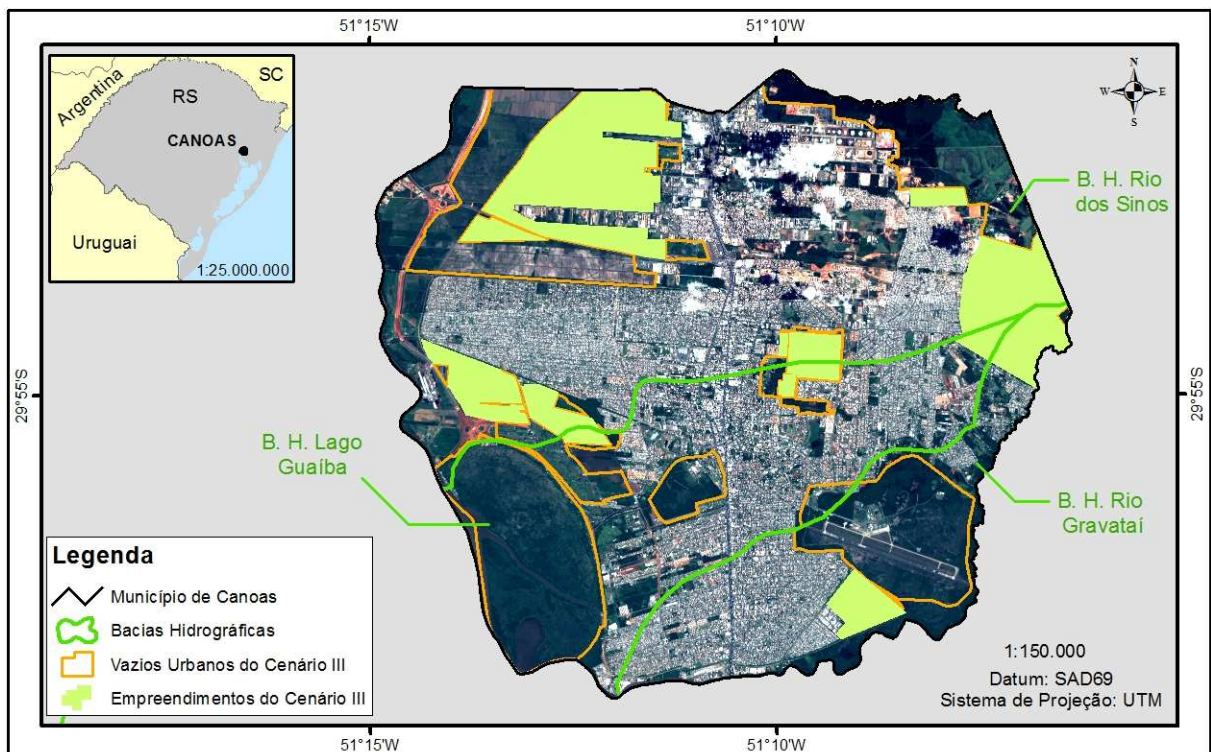 51°15'W
51°10'W
Argentina
SC
RS
CANOAS
Uruguai
1:25.000.000
N
W
E
S
B. H. Rio
dos Sinos
29°55'S
29°55'S
B. H. Lago
Guaíba
B. H. Rio
Gravataí
Legenda
Município de Canoas
Bacias Hidrográficas
Vazios Urbanos do Cenário III
Empreendimentos do Cenário III
1:150.000
Datum: SAD69
Sistema de Projeção: UTM
51°15'W
51°10'W